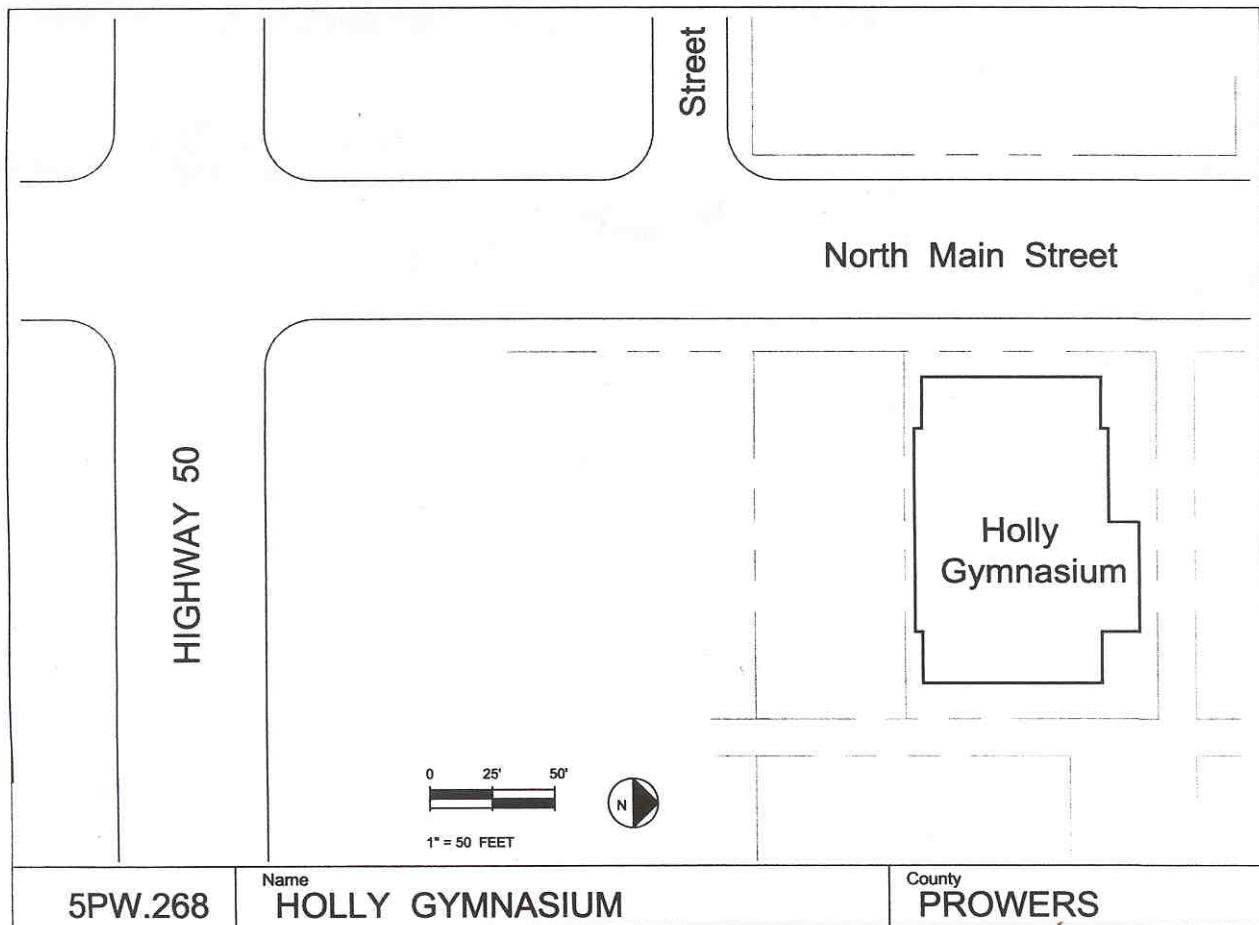 Street
North Main Street
HIGHWAY 50
Holly
Gymnasium
0 25' 50'
N
1" = 50 FEET
5PW.268
Name
HOLLY GYMNASIUM
County
PROWERS